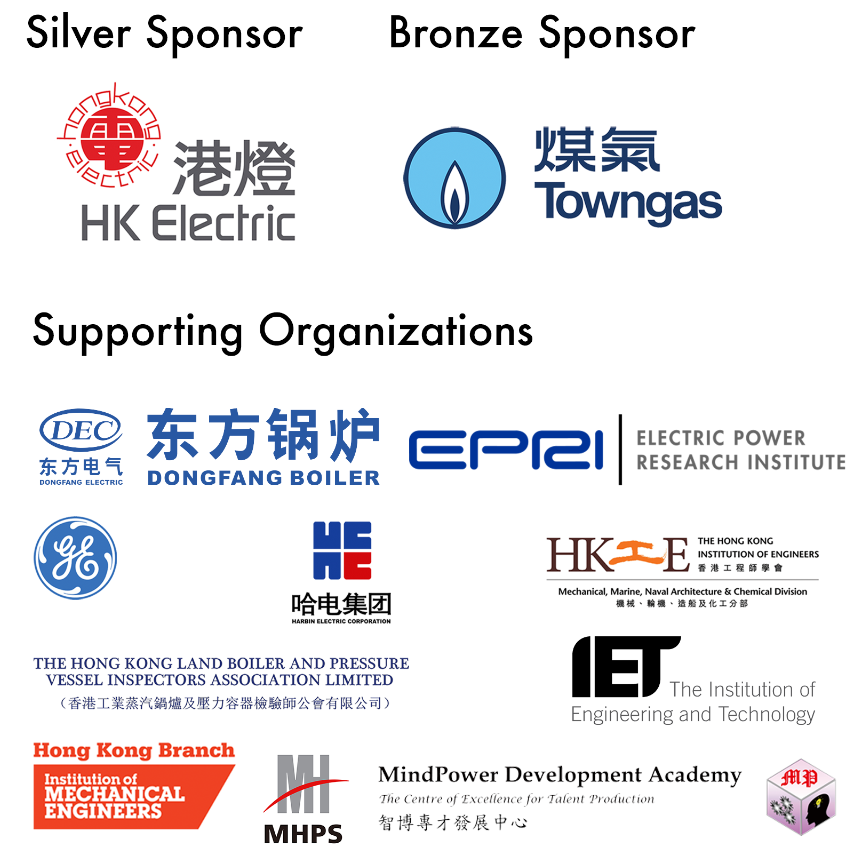 Silver Sponsor
Bronze Sponsor
hongkong
電
electric
港燈
HK Electric
煤氣
Towngas
Supporting Organizations
DEC
东方电气
DONGFANG ELECTRIC
东方锅炉
DONGFANG BOILER
EPRI
ELECTRIC POWER
RESEARCH INSTITUTE
GE
哈电集团
HARBIN ELECTRIC CORPORATION
HK工E
THE HONG KONG
INSTITUTION OF ENGINEERS
香港工程師學會
Mechanical, Marine, Naval Architecture & Chemical Division
機械、輪機、造船及化工分部
THE HONG KONG LAND BOILER AND PRESSURE
VESSEL INSPECTORS ASSOCIATION LIMITED
（香港工業蒸汽鍋爐及壓力容器檢驗師公會有限公司）
IET
The Institution of
Engineering and Technology
Hong Kong Branch
Institution of
MECHANICAL
ENGINEERS
MH
MHPS
MindPower Development Academy
The Centre of Excellence for Talent Production
智博專才發展中心
MP